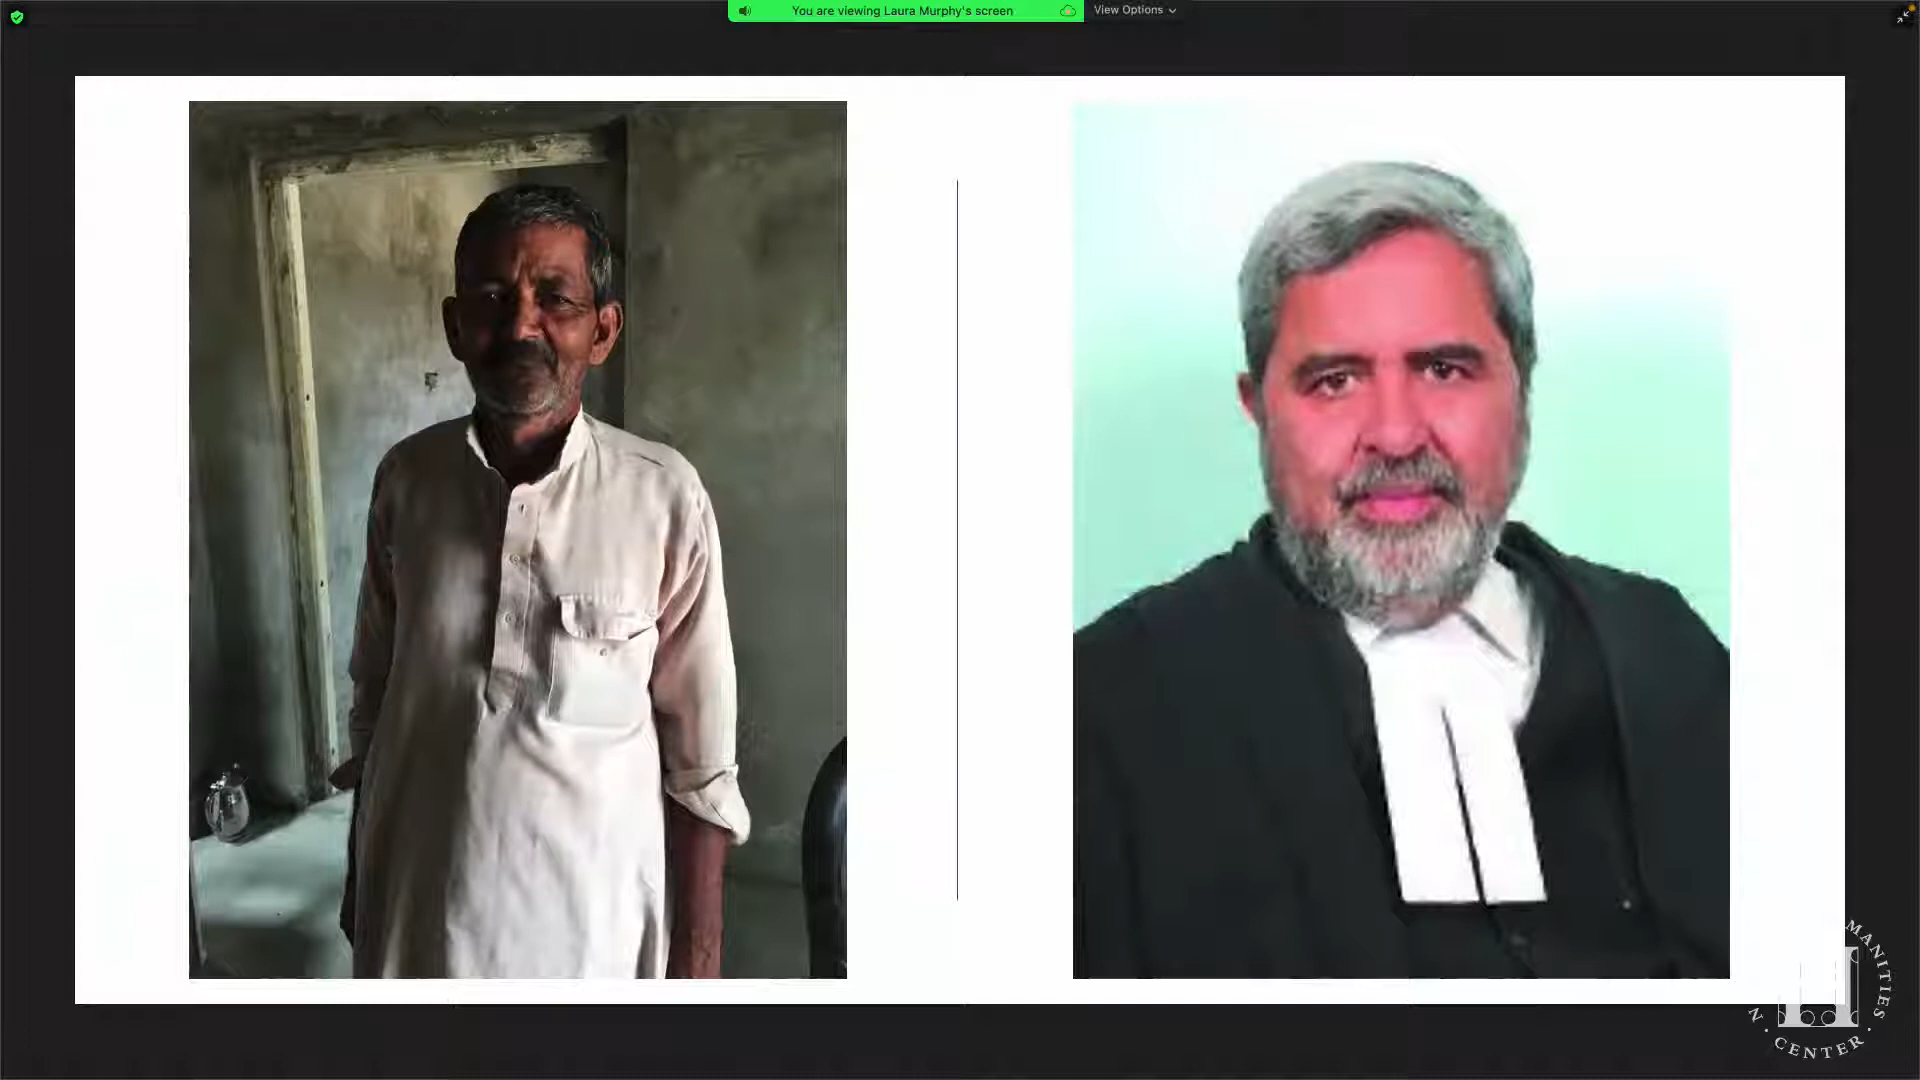 You are viewing Laura Murphy's screen
View Options
MANITIES
N
CENTER